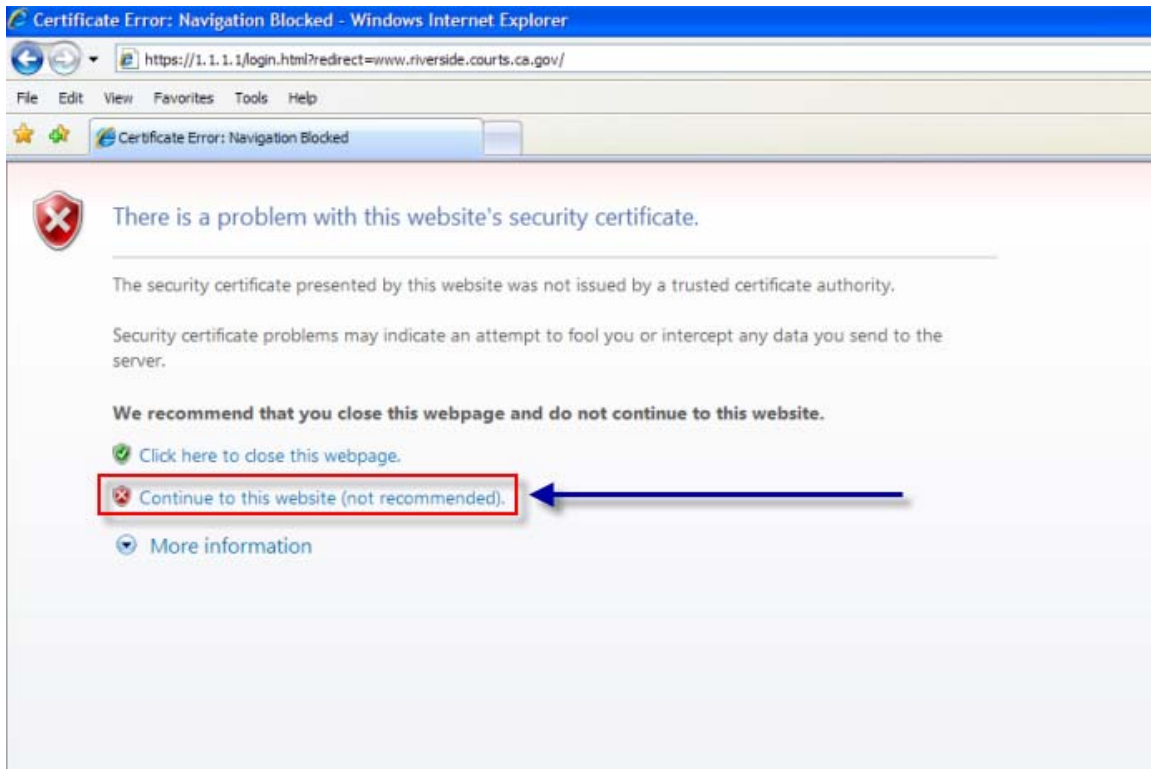 Certificate Error: Navigation Blocked - Windows Internet Explorer
https://1.1.1.1/login.html?redirect=www.riverside.courts.ca.gov/
File Edit View Favorites Tools Help
Certificate Error: Navigation Blocked
There is a problem with this website's security certificate.
The security certificate presented by this website was not issued by a trusted certificate authority.
Security certificate problems may indicate an attempt to fool you or intercept any data you send to the
server.
We recommend that you close this webpage and do not continue to this website.
Click here to close this webpage.
Continue to this website (not recommended).
More information